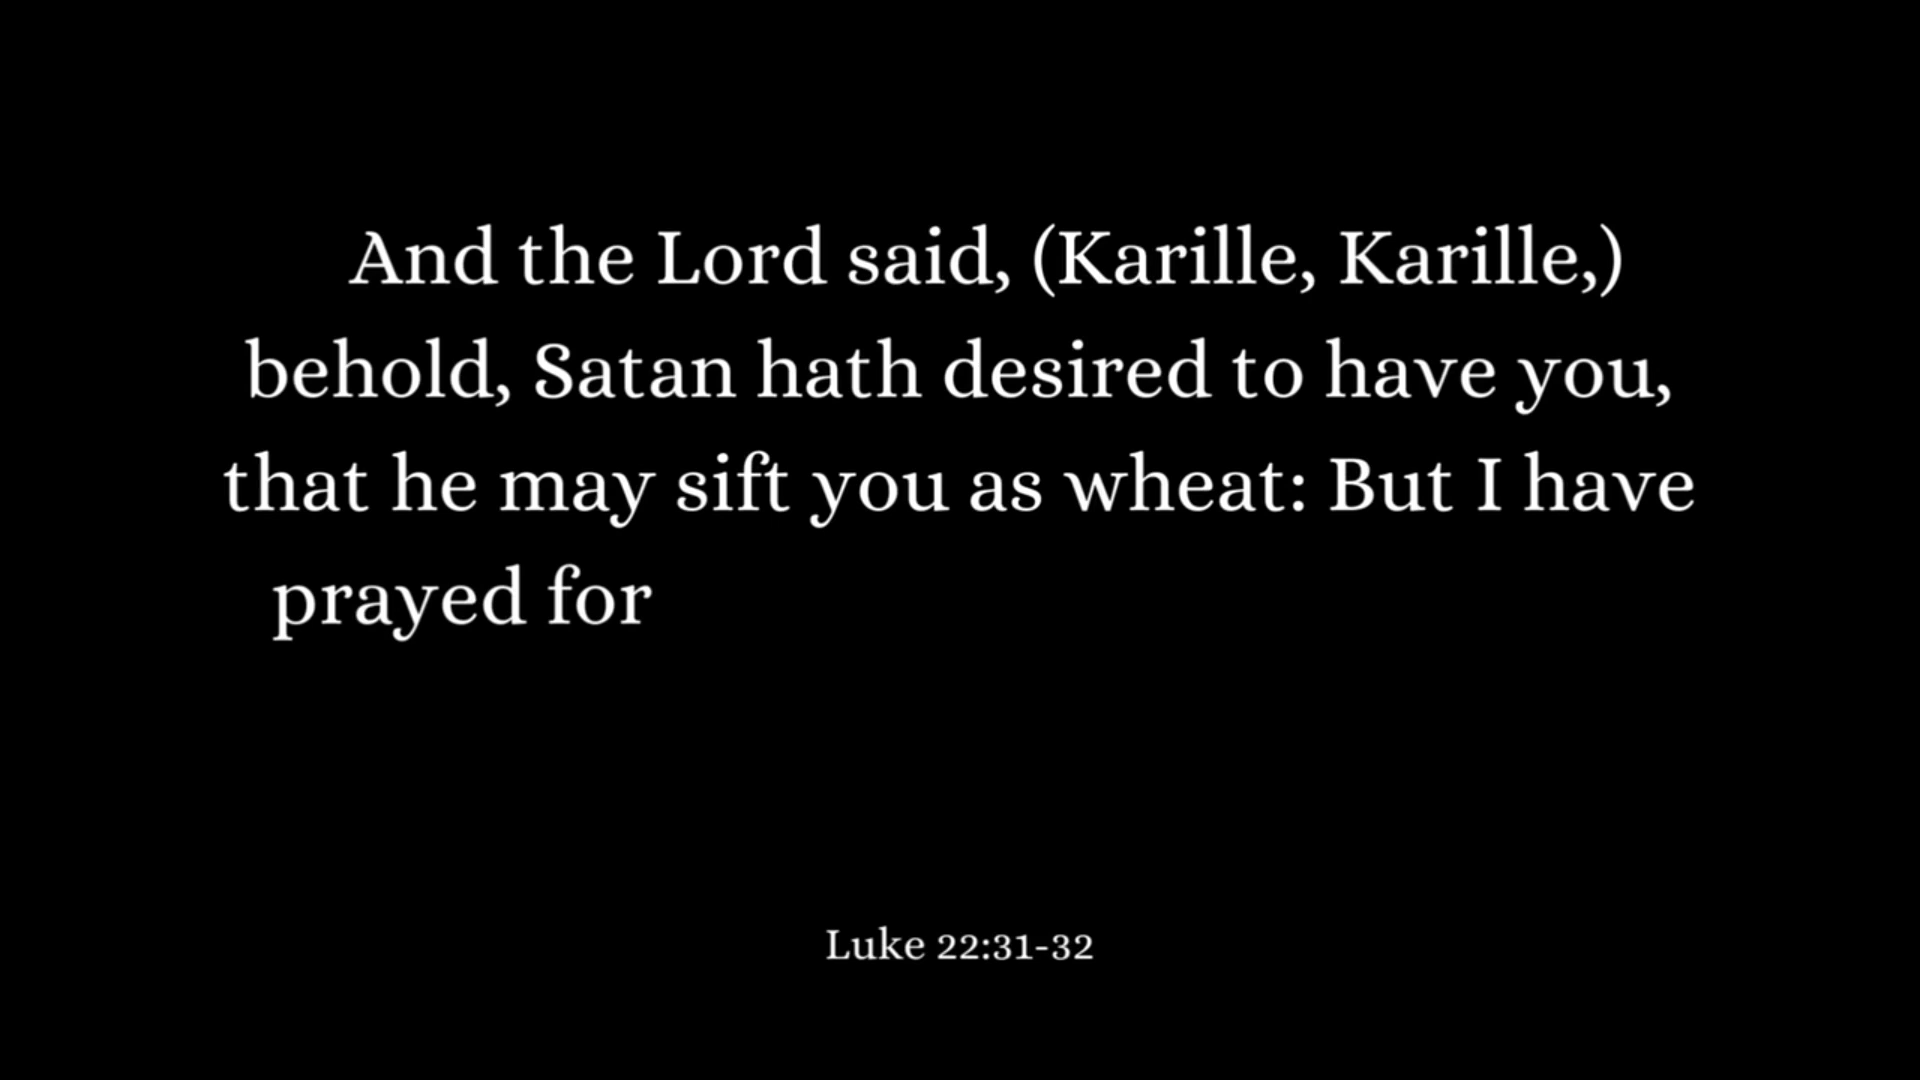 And the Lord said, (Karille, Karille,)
behold, Satan hath desired to have you,
that he may sift you as wheat: But I have
prayed for
Luke 22:31-32